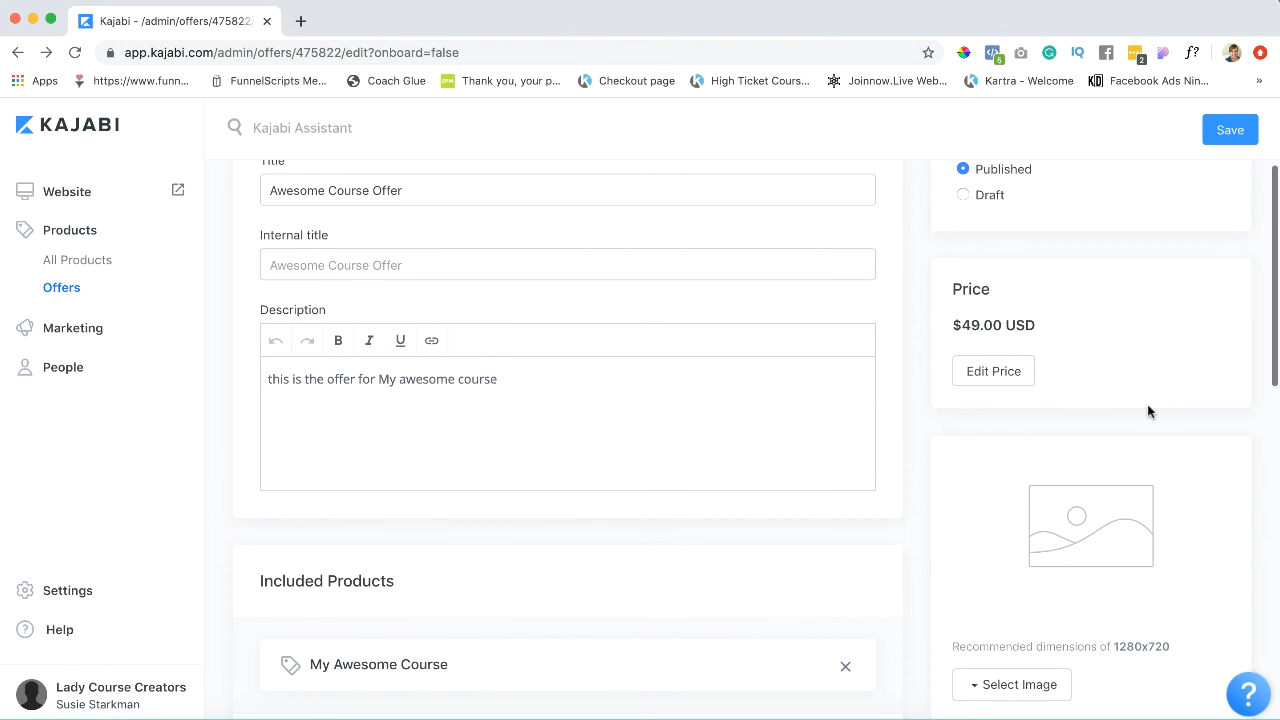 Kajabi - /admin/offers/475822/
app.kajabi.com/admin/offers/475822/edit?onboard=false
5
2
f?
Apps
https://www.funn...
FunnelScripts Me...
Coach Glue
Thank you, your p...
Checkout page
High Ticket Cours...
Joinnow.Live Web...
Kartra - Welcome
Facebook Ads Nin...
»
KAJABI
Kajabi Assistant
Save
Website
Products
All Products
Offers
Marketing
People
Settings
Help
Lady Course Creators
Susie Starkman
Title
Awesome Course Offer
Internal title
Awesome Course Offer
Description
B I U
this is the offer for My awesome course
Included Products
My Awesome Course
Published
Draft
Price
$49.00 USD
Edit Price
Recommended dimensions of 1280x720
Select Image
?